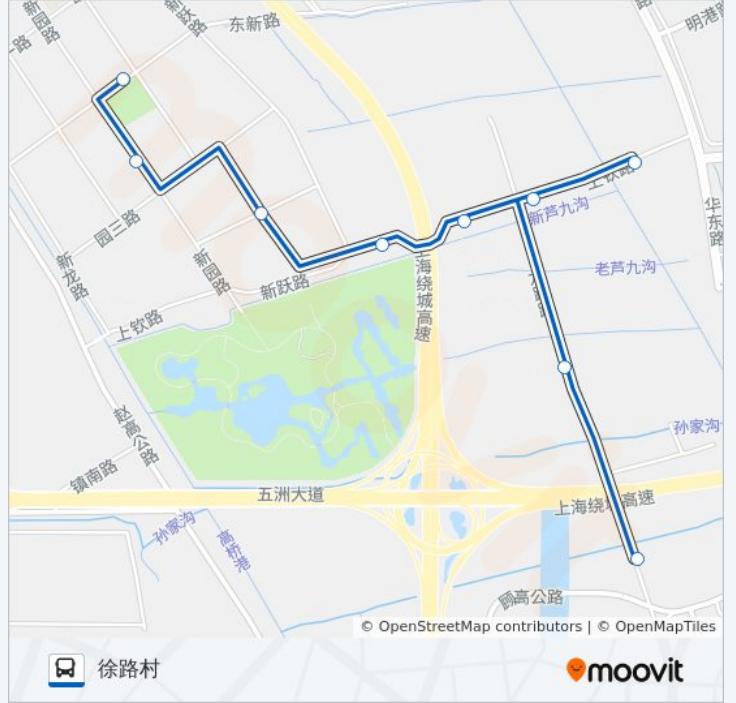 新园路
新跃路
东新路
明港
一路
上钦路
华东路
新芦九沟
老芦九沟
园三路
新龙路
新园路
新跃路
上海绕城高速
上钦路
赵高公路
镇南路
孙家沟
五洲大道
上海绕城高速
孙家沟
高桥港
顾高公路
© OpenStreetMap contributors | © OpenMapTiles
徐路村
moovit